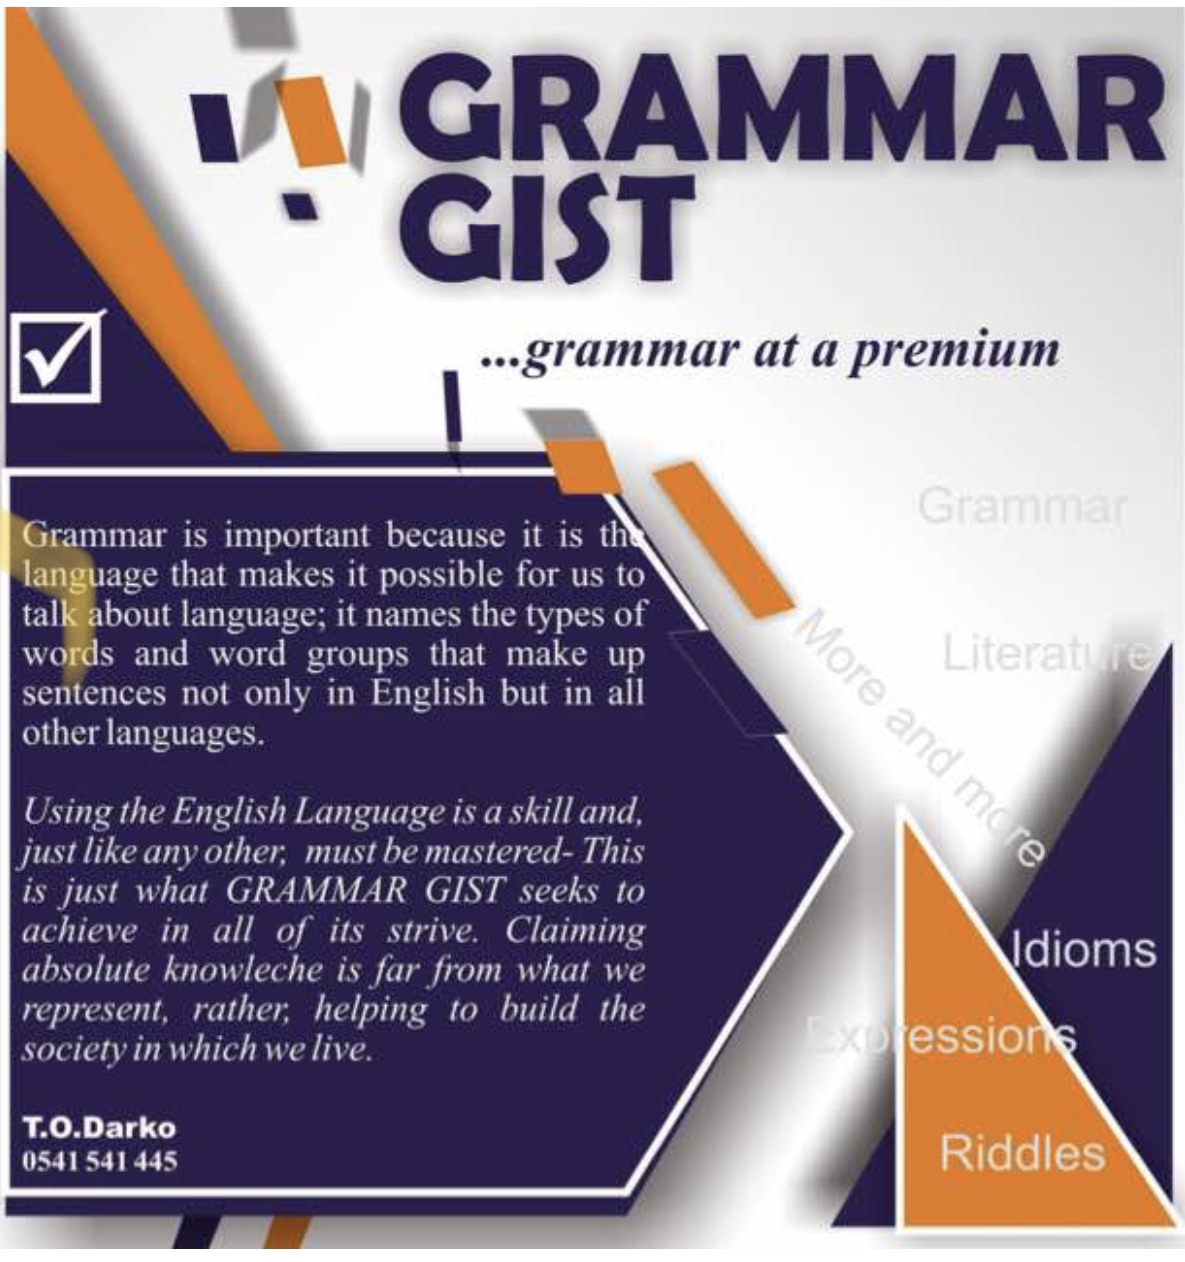 GRAMMAR
GIST
...grammar at a premium
Grammar is important because it is the
language that makes it possible for us to
talk about language; it names the types of
words and word groups that make up
sentences not only in English but in all
other languages.
Using the English Language is a skill and,
just like any other, must be mastered- This
is just what GRAMMAR GIST seeks to
achieve in all of its strive. Claiming
absolute knowleche is far from what we
represent, rather, helping to build the
society in which we live.
T.O.Darko
0541 541 445
Grammar
Literature
More and more
Idioms
Expressions
Riddles